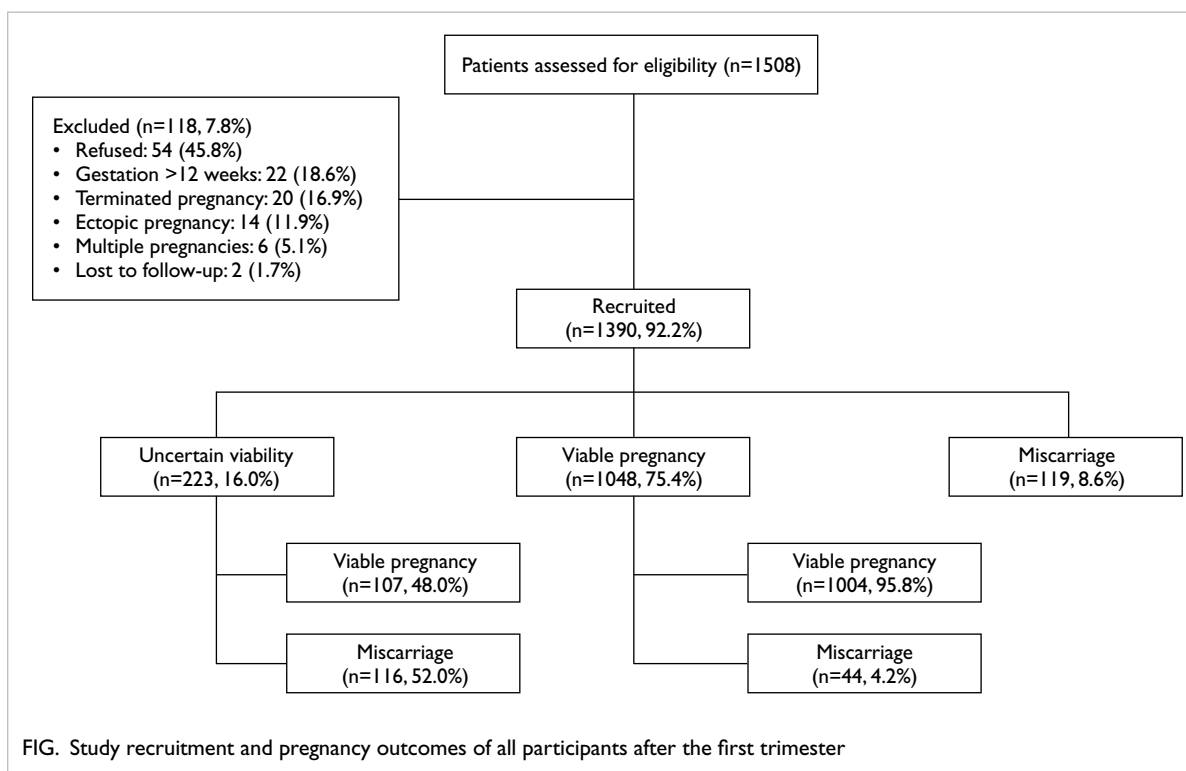 Patients assessed for eligibility (n=1508)
Excluded (n=118, 7.8%)
• Refused: 54 (45.8%)
• Gestation >12 weeks: 22 (18.6%)
• Terminated pregnancy: 20 (16.9%)
• Ectopic pregnancy: 14 (11.9%)
• Multiple pregnancies: 6 (5.1%)
• Lost to follow-up: 2 (1.7%)
Recruited
(n=1390, 92.2%)
Uncertain viability
(n=223, 16.0%)
Viable pregnancy
(n=1048, 75.4%)
Miscarriage
(n=119, 8.6%)
Viable pregnancy
(n=107, 48.0%)
Viable pregnancy
(n=1004, 95.8%)
Miscarriage
(n=116, 52.0%)
Miscarriage
(n=44, 4.2%)
FIG. Study recruitment and pregnancy outcomes of all participants after the first trimester